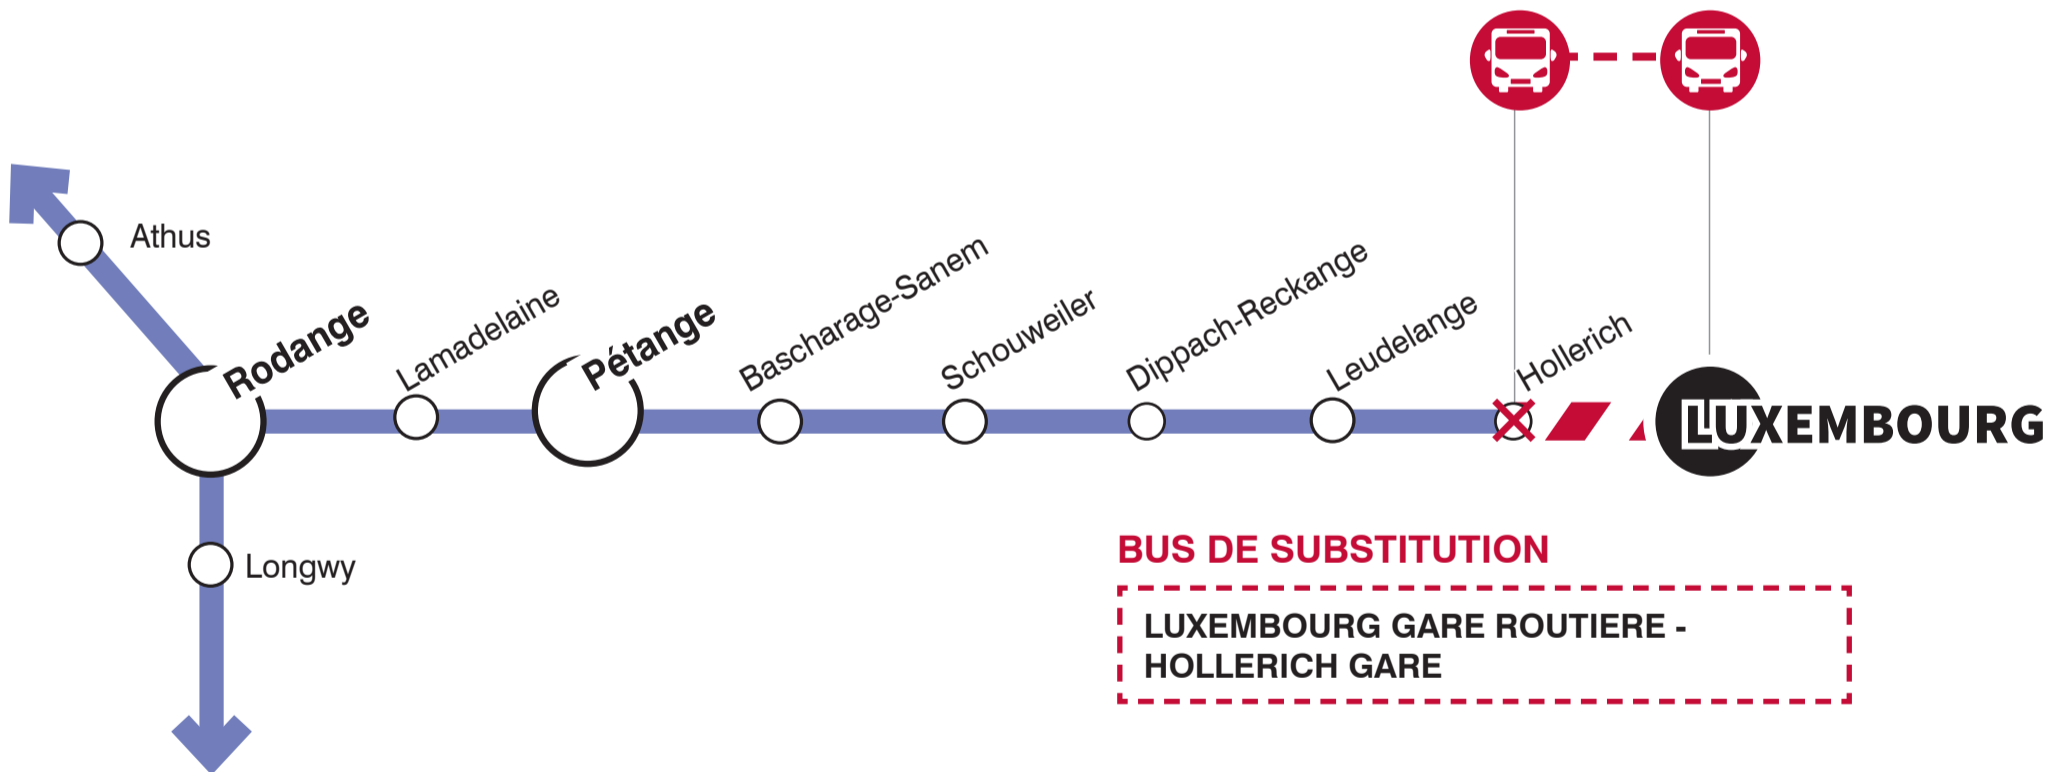 Athus
Rodange
Lamadelaine
Pétange
Bascharage-Sanem
Schouweiler
Dippach-Reckange
Leudelange
Hollerich
LUXEMBOURG
Longwy
BUS DE SUBSTITUTION
LUXEMBOURG GARE ROUTIERE -
HOLLERICH GARE